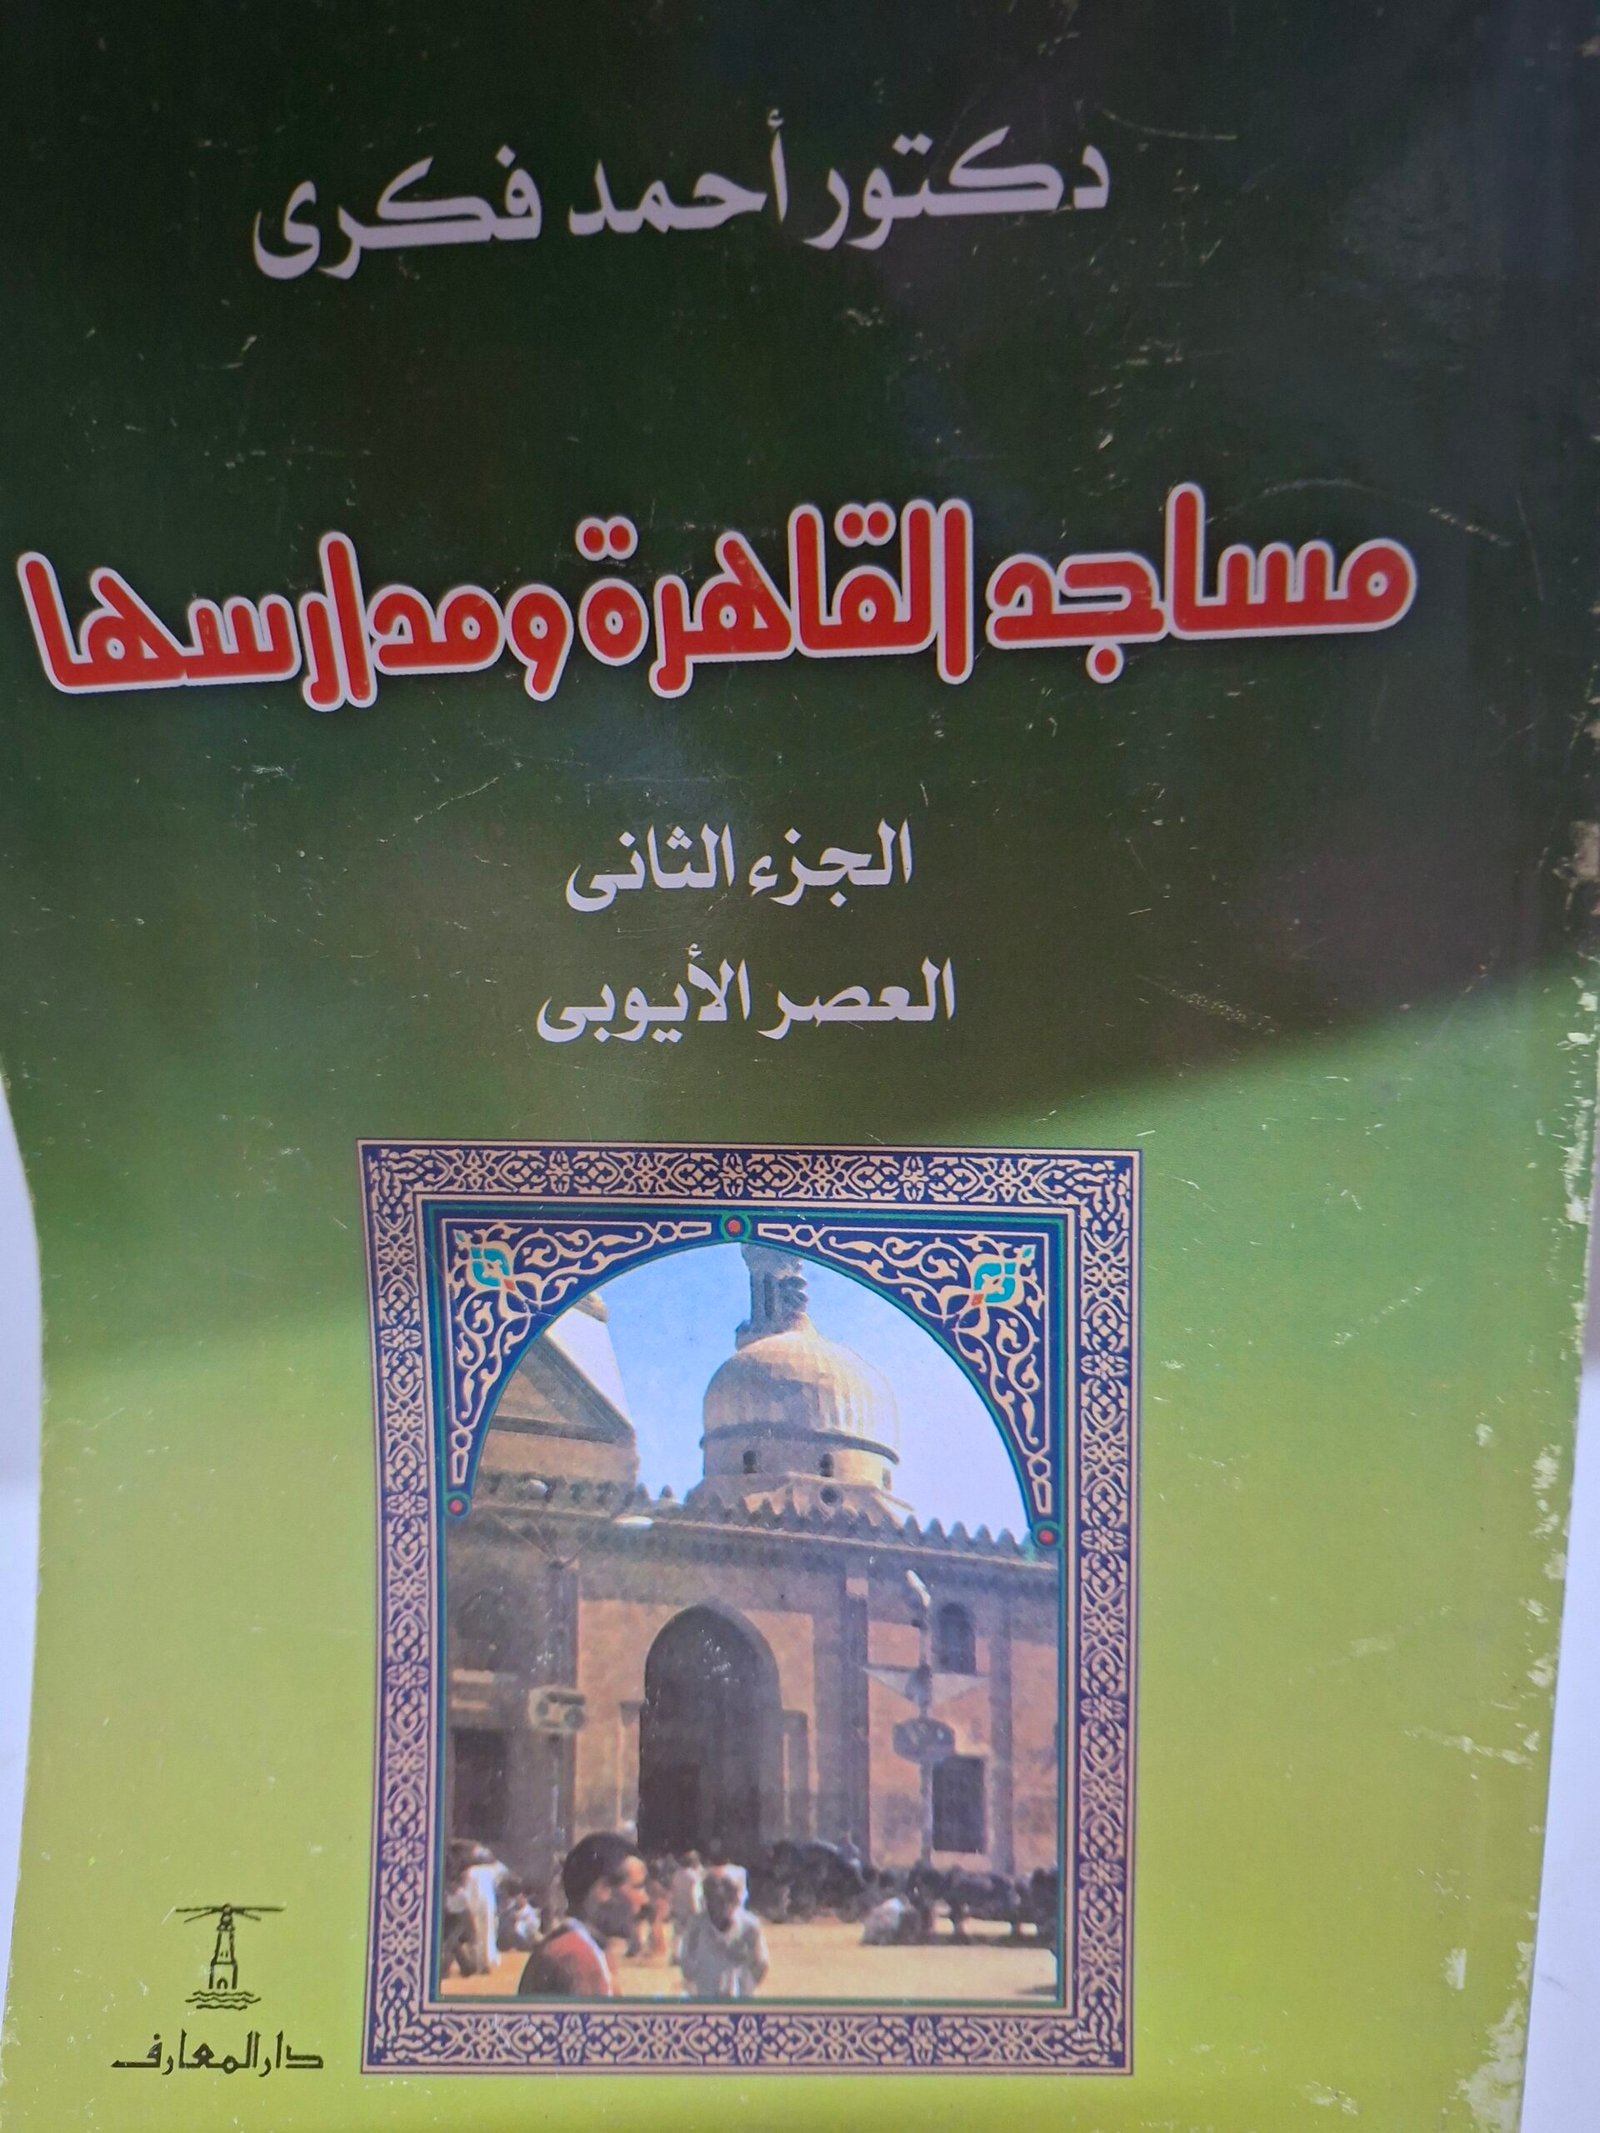 دكتور أحمد فكرى
مساجد القاهرة ومدارسها
الجزء الثانى
العصر الأيوبى
دار المعارف